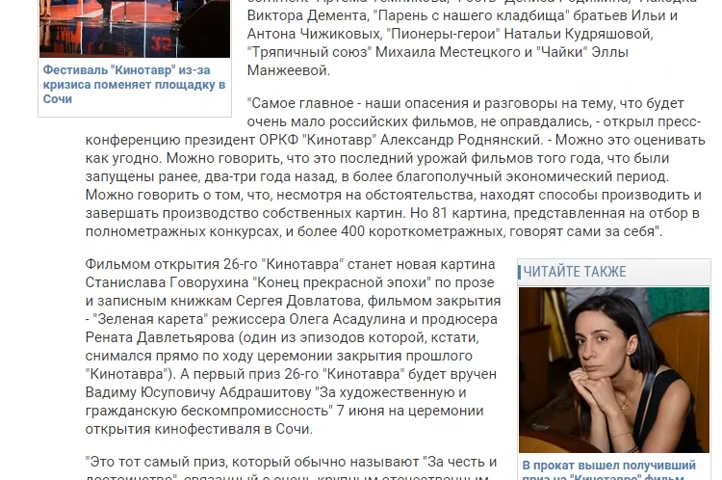 Виктора Демента, "Парень с нашего кладбища" братьев Ильи и
Антона Чижиковых, "Пионеры-герои" Натальи Кудряшовой,
"Тряпичный союз" Михаила Местецкого и "Чайки" Эллы
Манжеевой.
Фестиваль "Кинотавр" из-за
кризиса поменяет площадку в
Сочи
"Самое главное - наши опасения и разговоры на тему, что будет
очень мало российских фильмов, не оправдались, - открыл пресс-
конференцию президент ОРКФ "Кинотавр" Александр Роднянский. - Можно это оценивать
как угодно. Можно говорить, что это последний урожай фильмов того года, что были
запущены ранее, два-три года назад, в более благополучный экономический период.
Можно говорить о том, что, несмотря на обстоятельства, находят способы производить и
завершать производство собственных картин. Но 81 картина, представленная на отбор в
полнометражных конкурсах, и более 400 короткометражных, говорят сами за себя".
Фильмом открытия 26-го "Кинотавра" станет новая картина
Станислава Говорухина "Конец прекрасной эпохи" по прозе
и записным книжкам Сергея Довлатова, фильмом закрытия
- "Зеленая карета" режиссера Олега Асадулина и продюсера
Рената Давлетьярова (один из эпизодов которой, кстати,
снимался прямо по ходу церемонии закрытия прошлого
"Кинотавра"). А первый приз 26-го "Кинотавра" будет вручен
Вадиму Юсуповичу Абдрашитову "За художественную и
гражданскую бескомпромиссность" 7 июня на церемонии
открытия кинофестиваля в Сочи.
ЧИТАЙТЕ ТАКЖЕ
В прокат вышел получивший
приз на "Кинотавре" фильм
"Это тот самый приз, который обычно называют "За честь и